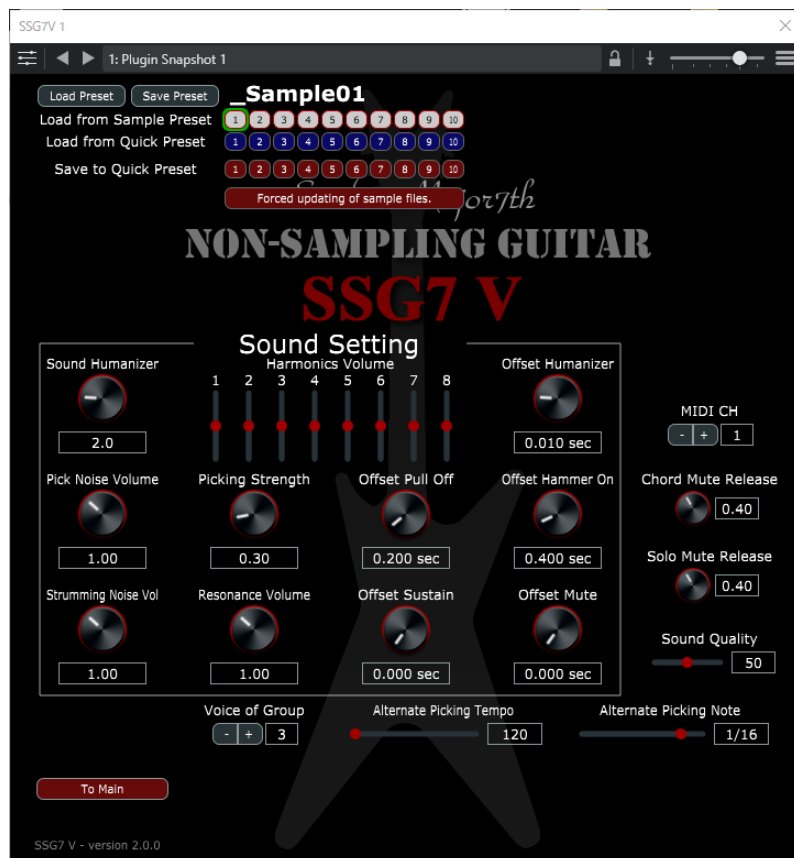 SSG7V 1
1: Plugin Snapshot 1
Load Preset Save Preset _Sample01
Load from Sample Preset 1 2 3 4 5 6 7 8 9 10
Load from Quick Preset 1 2 3 4 5 6 7 8 9 10
Save to Quick Preset 1 2 3 4 5 6 7 8 9 10
Forced updating of sample files.
jor7th
NON-SAMPLING GUITAR
SSG7 V
Sound Setting
Sound Humanizer Harmonics Volume Offset Humanizer
1 2 3 4 5 6 7 8
MIDI CH
2.0 0.010 sec - + 1
Pick Noise Volume Picking Strength Offset Pull Off Offset Hammer On Chord Mute Release
0.40
1.00 0.30 0.200 sec 0.400 sec
Solo Mute Release
0.40
Strumming Noise Vol Resonance Volume Offset Sustain Offset Mute
Sound Quality
50
1.00 1.00 0.000 sec 0.000 sec
Voice of Group Alternate Picking Tempo Alternate Picking Note
- + 3 120 1/16
To Main
SSG7 V - version 2.0.0